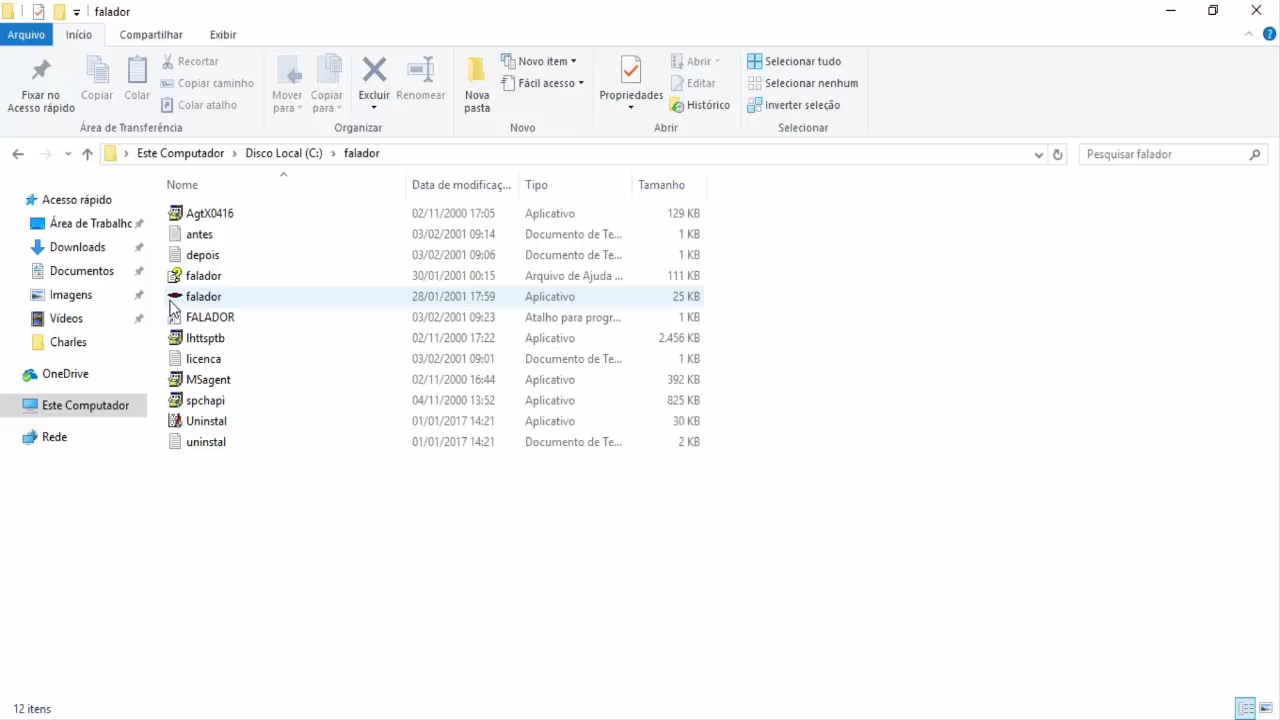 falador
Arquivo Início Compartilhar Exibir
Fixar no Acesso rápido
Copiar
Colar
Recortar
Copiar caminho
Colar atalho
Área de Transferência
Mover para
Copiar para
Excluir
Renomear
Organizar
Nova pasta
Novo item
Fácil acesso
Novo
Propriedades
Abrir
Editar
Histórico
Abrir
Selecionar tudo
Selecionar nenhum
Inverter seleção
Selecionar
Este Computador › Disco Local (C:) › falador
Pesquisar falador
Acesso rápido
Área de Trabalhc
Downloads
Documentos
Imagens
Vídeos
Charles
OneDrive
Este Computador
Rede
Nome Data de modificaç... Tipo Tamanho
AgtX0416 02/11/2000 17:05 Aplicativo 129 KB
antes 03/02/2001 09:14 Documento de Te... 1 KB
depois 03/02/2001 09:06 Documento de Te... 1 KB
falador 30/01/2001 00:15 Arquivo de Ajuda ... 111 KB
falador 28/01/2001 17:59 Aplicativo 25 KB
FALADOR 03/02/2001 09:23 Atalho para progr... 1 KB
lhttsptb 02/11/2000 17:22 Aplicativo 2.456 KB
licenca 03/02/2001 09:01 Documento de Te... 1 KB
MSagent 02/11/2000 16:44 Aplicativo 392 KB
spchapi 04/11/2000 13:52 Aplicativo 825 KB
Uninstal 01/01/2017 14:21 Aplicativo 30 KB
uninstal 01/01/2017 14:21 Documento de Te... 2 KB
12 itens